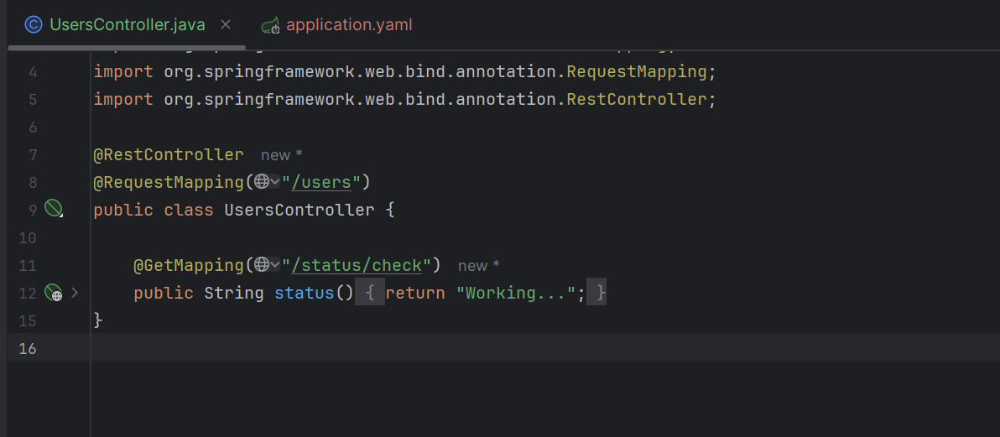 UsersController.java application.yaml
4 import org.springframework.web.bind.annotation.RequestMapping;
5 import org.springframework.web.bind.annotation.RestController;
6
7 @RestController new *
8 @RequestMapping("/users")
9 public class UsersController {
10
11 @GetMapping("/status/check") new *
12 public String status() { return "Working..."; }
15 }
16